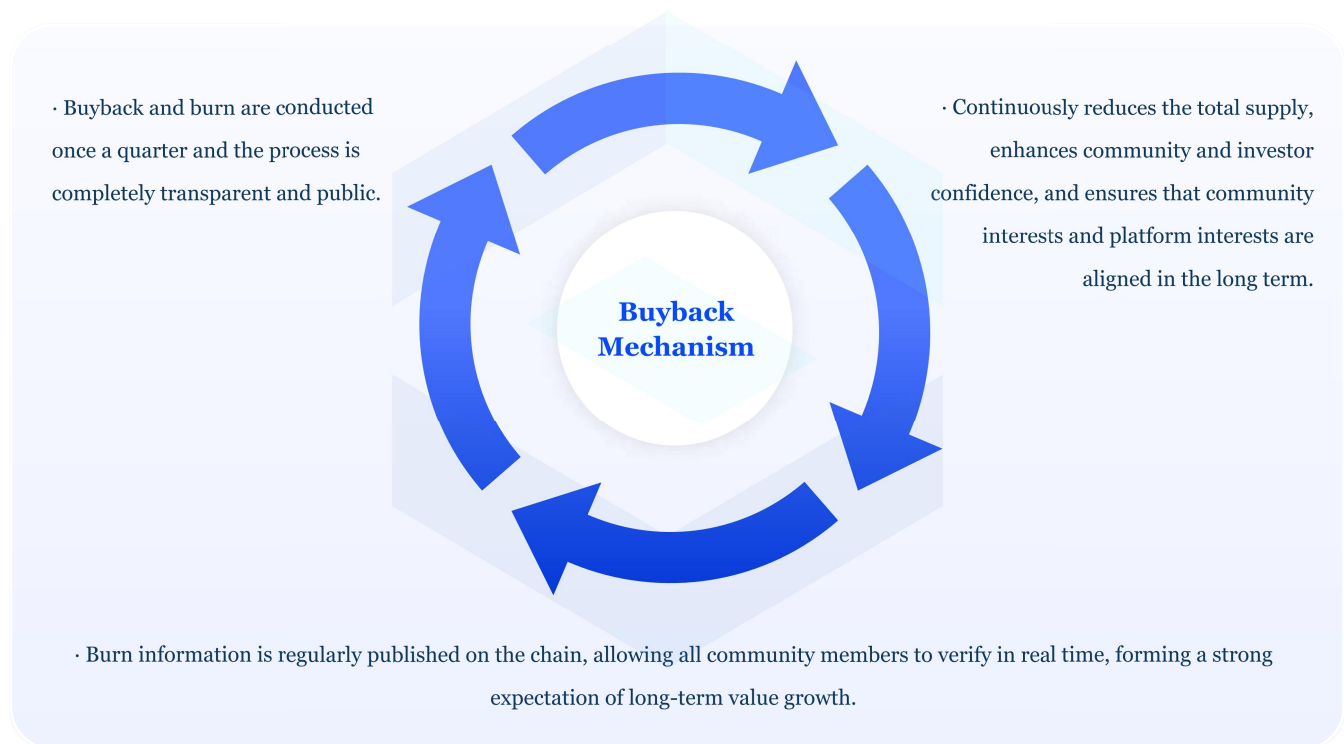 · Buyback and burn are conducted
once a quarter and the process is
completely transparent and public.
· Continuously reduces the total supply,
enhances community and investor
confidence, and ensures that community
interests and platform interests are
aligned in the long term.
Buyback
Mechanism
· Burn information is regularly published on the chain, allowing all community members to verify in real time, forming a strong
expectation of long-term value growth.